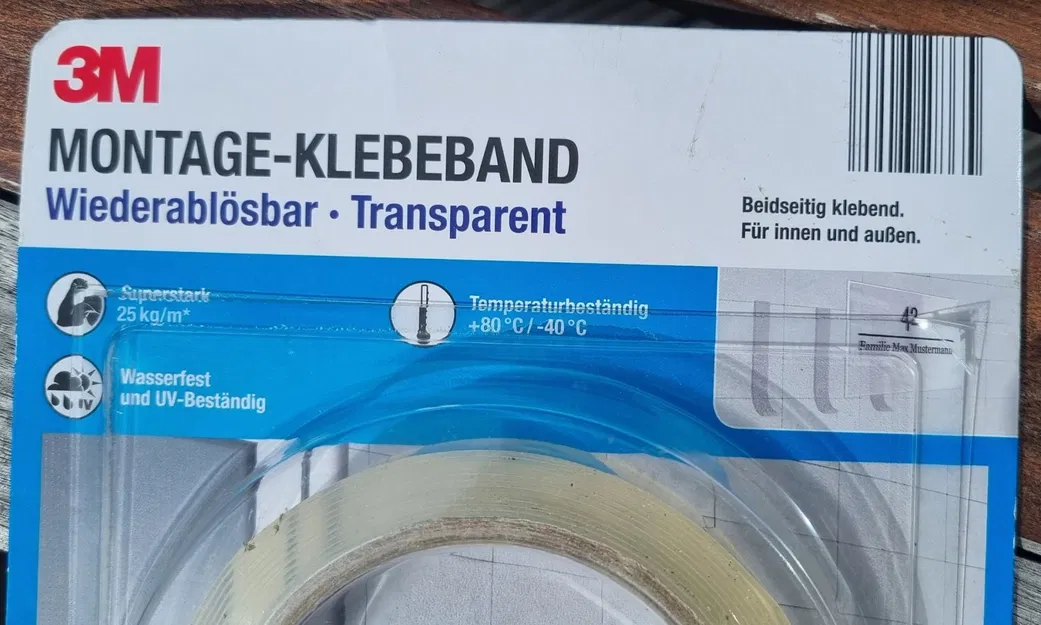 3M
MONTAGE-KLEBEBAND
Wiederablösbar · Transparent
Beidseitig klebend.
Für innen und außen.
Superstark
25 kg/m*
Temperaturbeständig
+80 °C / -40 °C
Wasserfest
und UV-Beständig
UV
42
Familie Max Mustermann